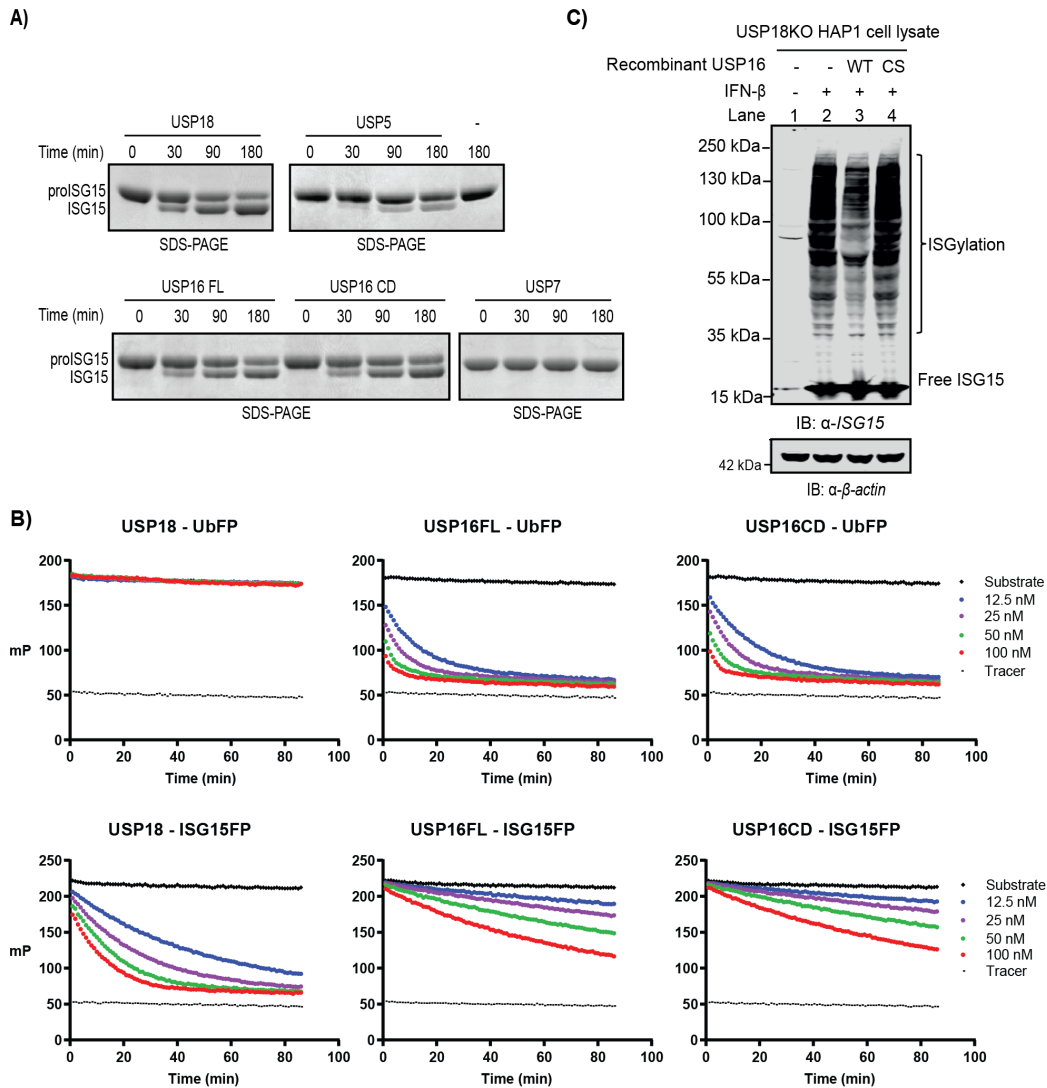 A)
USP18 USP5 -
Time (min) 0 30 90 180 0 30 90 180 180
proISG15
ISG15
SDS-PAGE SDS-PAGE
USP16 FL USP16 CD USP7
Time (min) 0 30 90 180 0 30 90 180 0 30 90 180
proISG15
ISG15
SDS-PAGE SDS-PAGE
C)
USP18KO HAP1 cell lysate
Recombinant USP16 - - WT CS
IFN-β - + + +
Lane 1 2 3 4
250 kDa
130 kDa
100 kDa
55 kDa
35 kDa
15 kDa
ISGylation
Free ISG15
IB: α-ISG15
42 kDa
IB: α-β-actin
B)
USP18 - UbFP
mP
200
150
100
50
0
0 20 40 60 80 100
Time (min)
USP16FL - UbFP
200
150
100
50
0
0 20 40 60 80 100
Time (min)
USP16CD - UbFP
200
150
100
50
0
0 20 40 60 80 100
Time (min)
Substrate
12.5 nM
25 nM
50 nM
100 nM
Tracer
USP18 - ISG15FP
mP
250
200
150
100
50
0
0 20 40 60 80 100
Time (min)
USP16FL - ISG15FP
250
200
150
100
50
0
0 20 40 60 80 100
Time (min)
USP16CD - ISG15FP
250
200
150
100
50
0
0 20 40 60 80 100
Time (min)
Substrate
12.5 nM
25 nM
50 nM
100 nM
Tracer